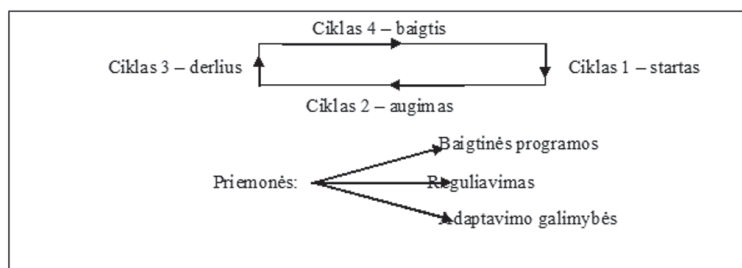 Ciklas 4 – baigtis
Ciklas 3 – derlius
Ciklas 1 – startas
Ciklas 2 – augimas
Baigtinės programos
Priemonės:
Reguliavimas
Adaptavimo galimybės